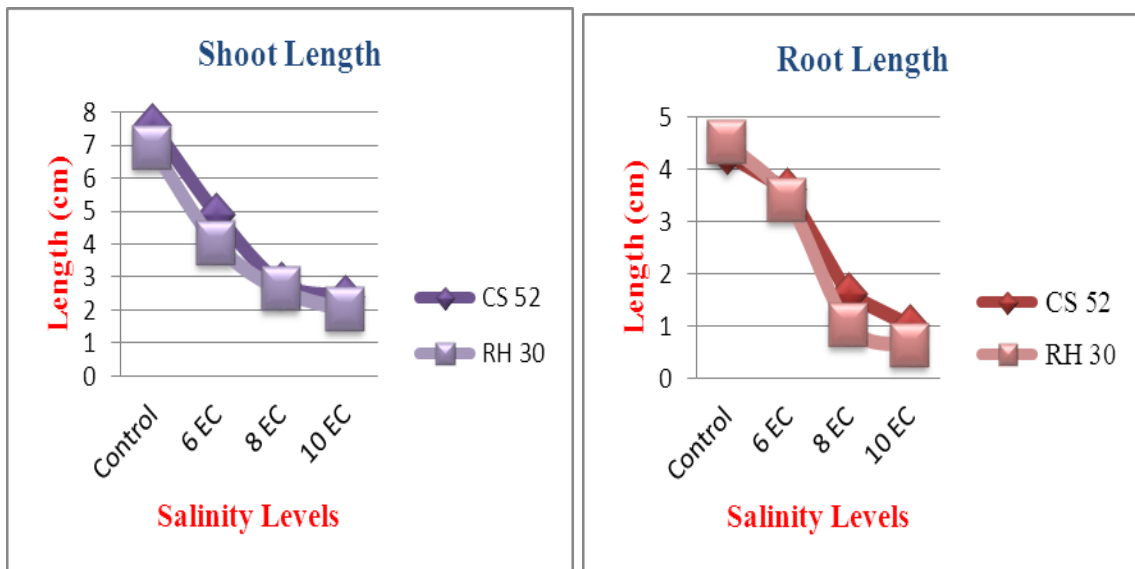 Shoot Length
Length (cm)
8
7
6
5
4
3
2
1
0
Control
6 EC
8 EC
10 EC
Salinity Levels
CS 52
RH 30
Root Length
Length (cm)
5
4
3
2
1
0
Control
6 EC
8 EC
10 EC
Salinity Levels
CS 52
RH 30